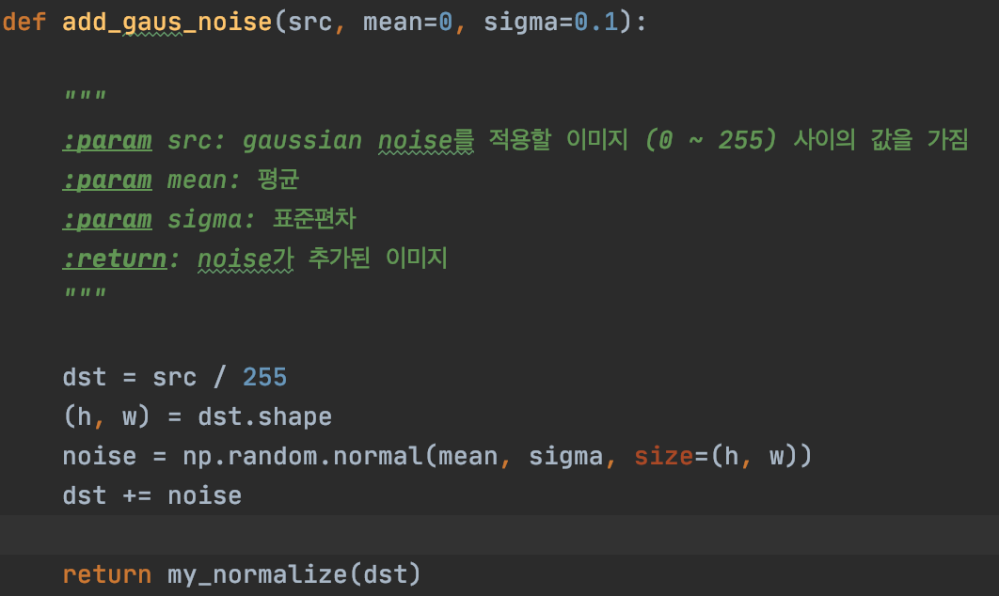 def add_gaus_noise(src, mean=0, sigma=0.1):
"""
:param src: gaussian noise를 적용할 이미지 (0 ~ 255) 사이의 값을 가짐
:param mean: 평균
:param sigma: 표준편차
:return: noise가 추가된 이미지
"""
dst = src / 255
(h, w) = dst.shape
noise = np.random.normal(mean, sigma, size=(h, w))
dst += noise
return my_normalize(dst)